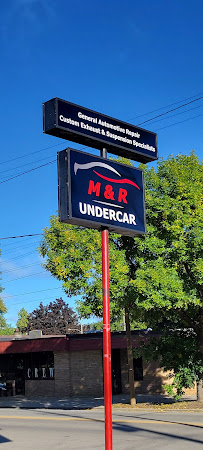 General Automotive Repair
Custom Exhaust & Suspension Specialists
M & R
UNDERCAR